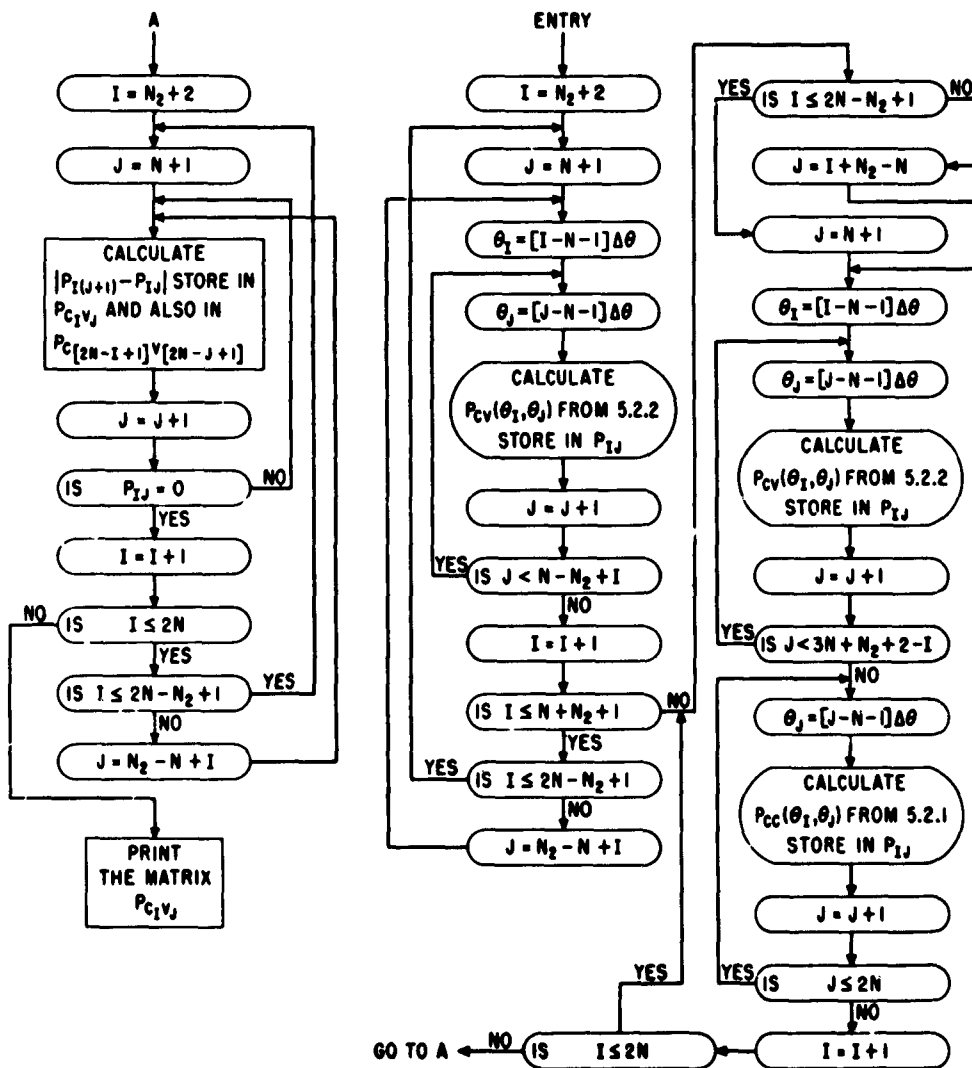 A
I = N₂ + 2
J = N + 1
CALCULATE
|P_I(J+1) − P_IJ| STORE IN
P_C_I V_J AND ALSO IN
P_C[2N−I+1] V[2N−J+1]
J = J + 1
IS P_IJ = 0
NO
YES
I = I + 1
NO
IS I ≤ 2N
YES
IS I ≤ 2N − N₂ + 1
YES
NO
J = N₂ − N + I
PRINT
THE MATRIX
P_C_I V_J
ENTRY
I = N₂ + 2
J = N + 1
θ_I = [I − N − 1] Δθ
θ_J = [J − N − 1] Δθ
CALCULATE
P_CV(θ_I, θ_J) FROM 5.2.2
STORE IN P_IJ
J = J + 1
YES
IS J < N − N₂ + I
NO
I = I + 1
IS I ≤ N + N₂ + 1
NO
YES
YES
IS I ≤ 2N − N₂ + 1
NO
J = N₂ − N + I
YES
IS I ≤ 2N − N₂ + 1
NO
J = I + N₂ − N
J = N + 1
θ_I = [I − N − 1] Δθ
θ_J = [J − N − 1] Δθ
CALCULATE
P_CV(θ_I, θ_J) FROM 5.2.2
STORE IN P_IJ
J = J + 1
YES
IS J < 3N + N₂ + 2 − I
NO
θ_J = [J − N − 1] Δθ
CALCULATE
P_CC(θ_I, θ_J) FROM 5.2.1
STORE IN P_IJ
J = J + 1
YES
IS J ≤ 2N
NO
I = I + 1
YES
IS I ≤ 2N
NO
GO TO A